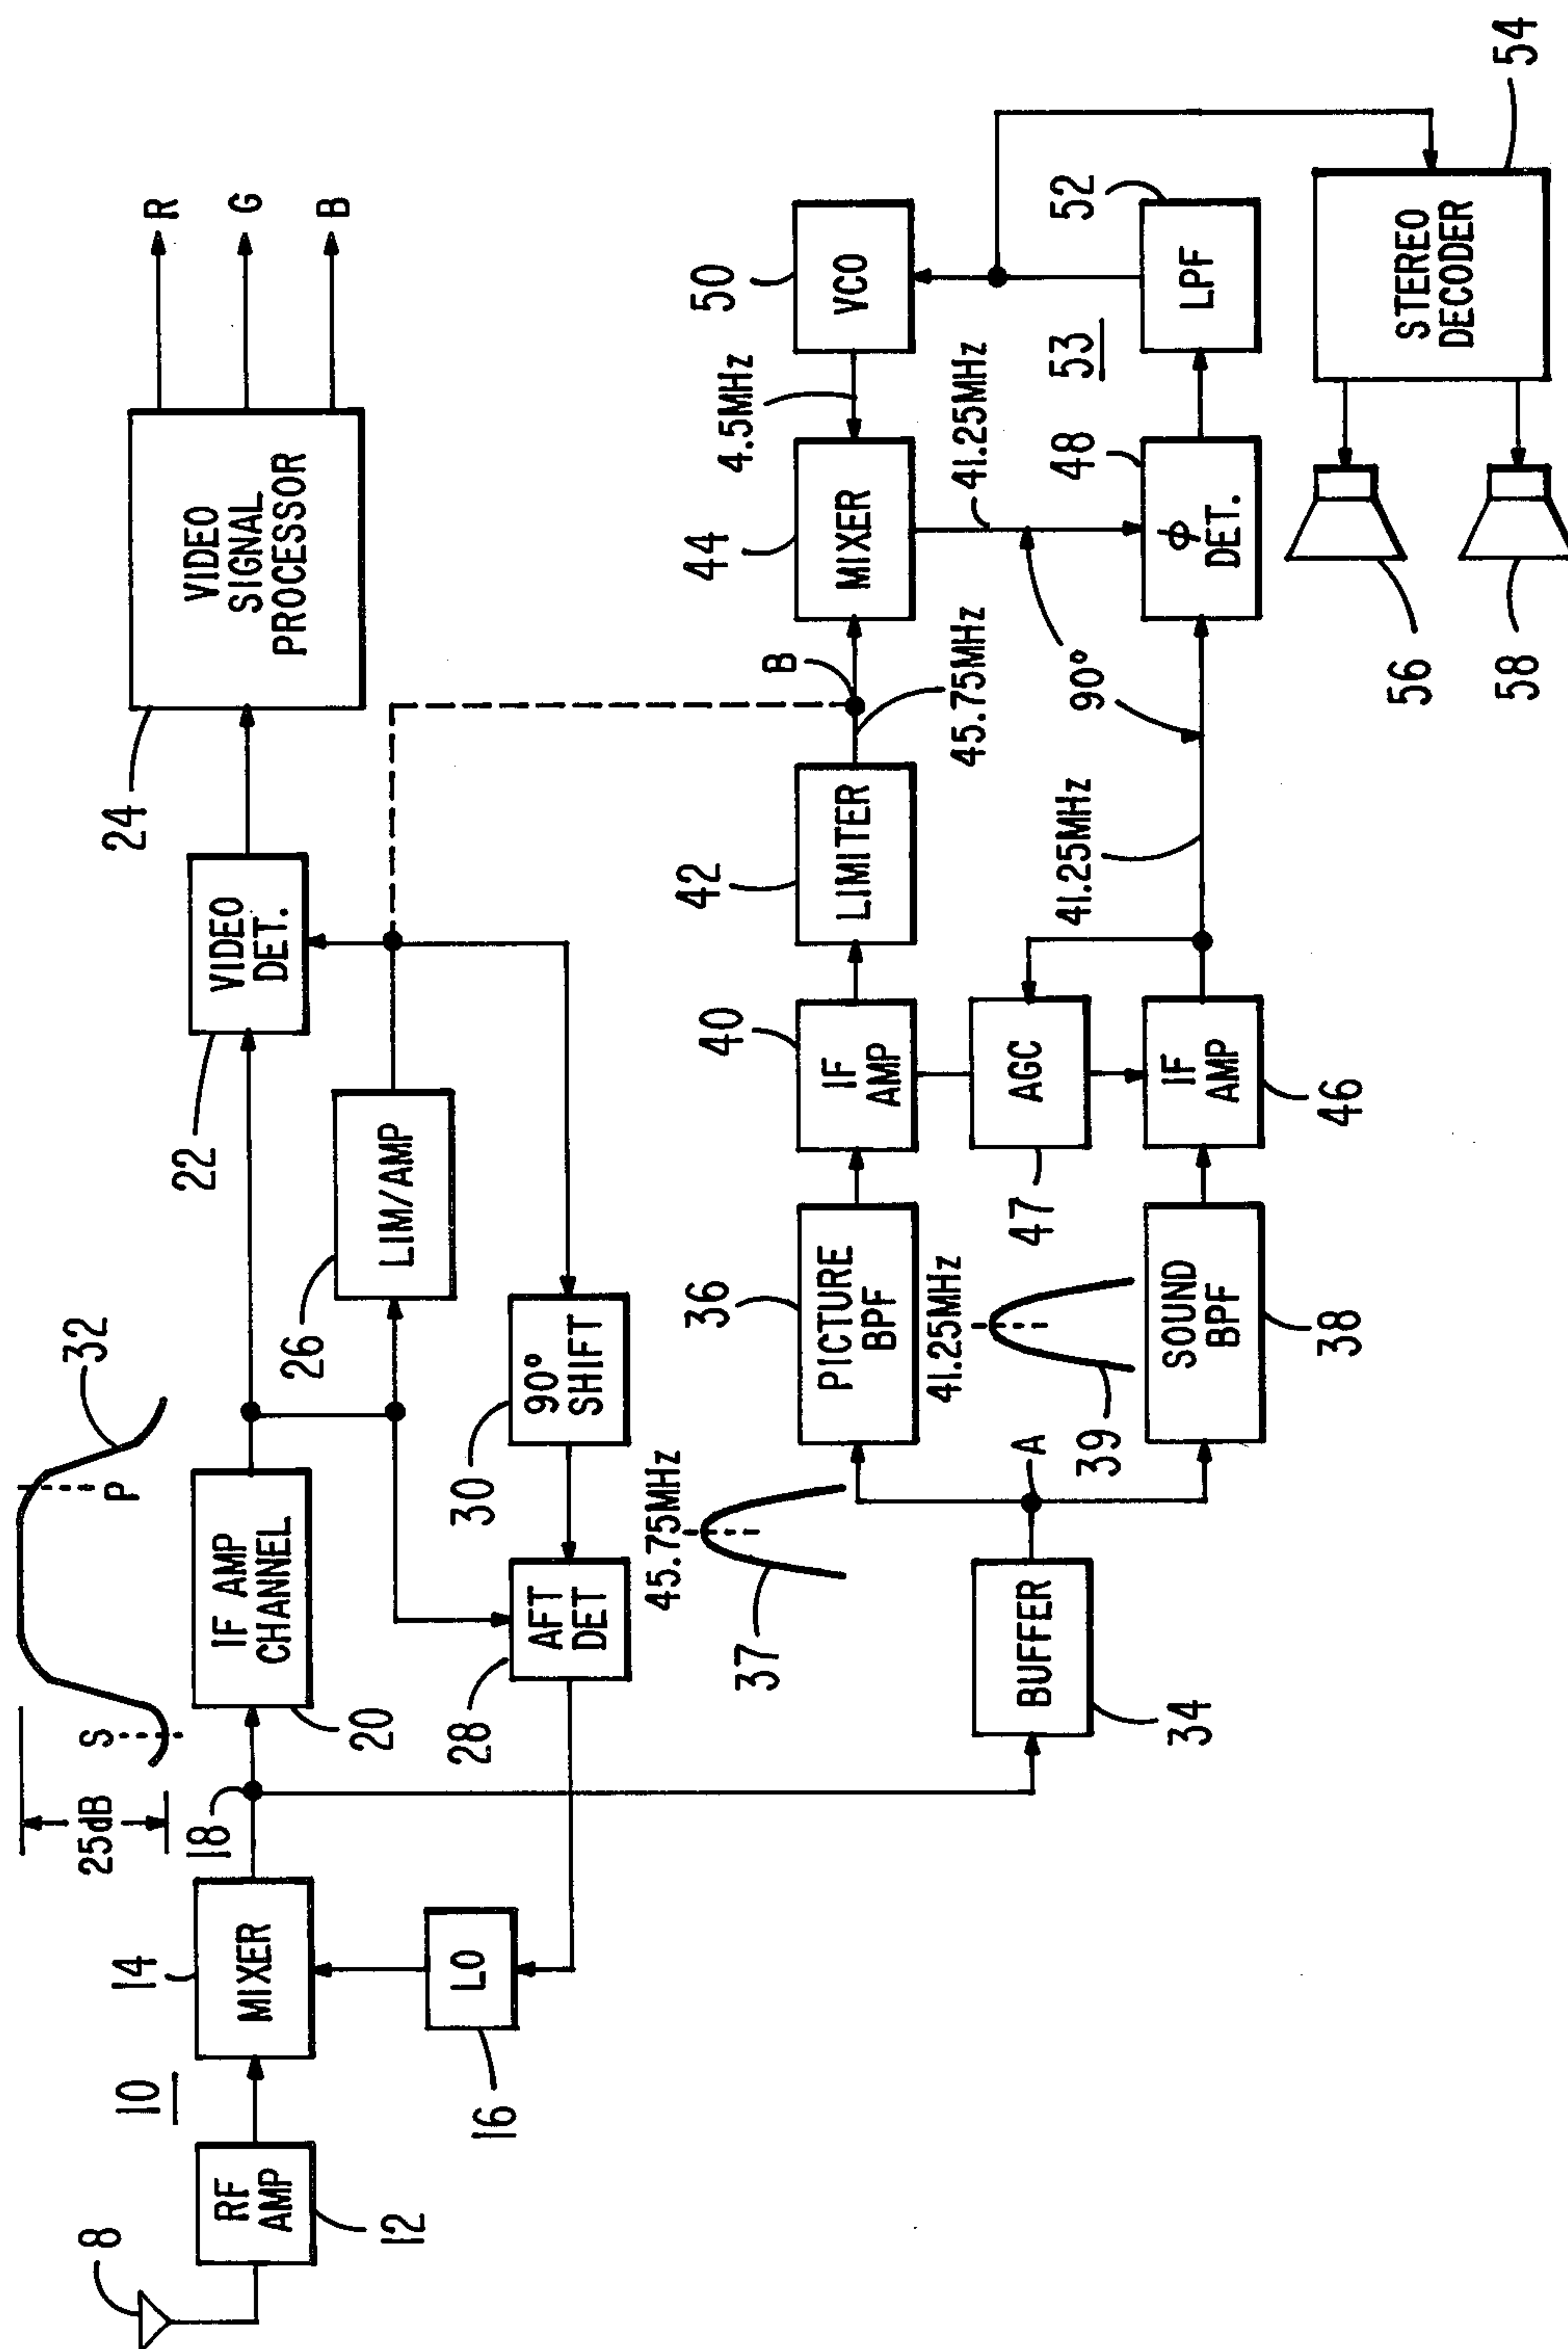 8
RF
AMP
12
10
14
MIXER
LO
16
18
25dB
S
P
32
IF AMP
CHANNEL
20
22
VIDEO
DET.
24
VIDEO
SIGNAL
PROCESSOR
R
G
B
26
LIM/AMP
28
AFT
DET
30
90°
SHIFT
BUFFER
34
A
37
45.75MHz
36
PICTURE
BPF
41.25MHz
39
SOUND
BPF
38
40
IF
AMP
47
AGC
IF
AMP
46
42
LIMITER
B
45.75MHz
41.25MHz
90°
44
MIXER
4.5MHz
50
VCO
41.25MHz
48
ϕ
DET.
53
52
LPF
STEREO
DECODER
54
56
58